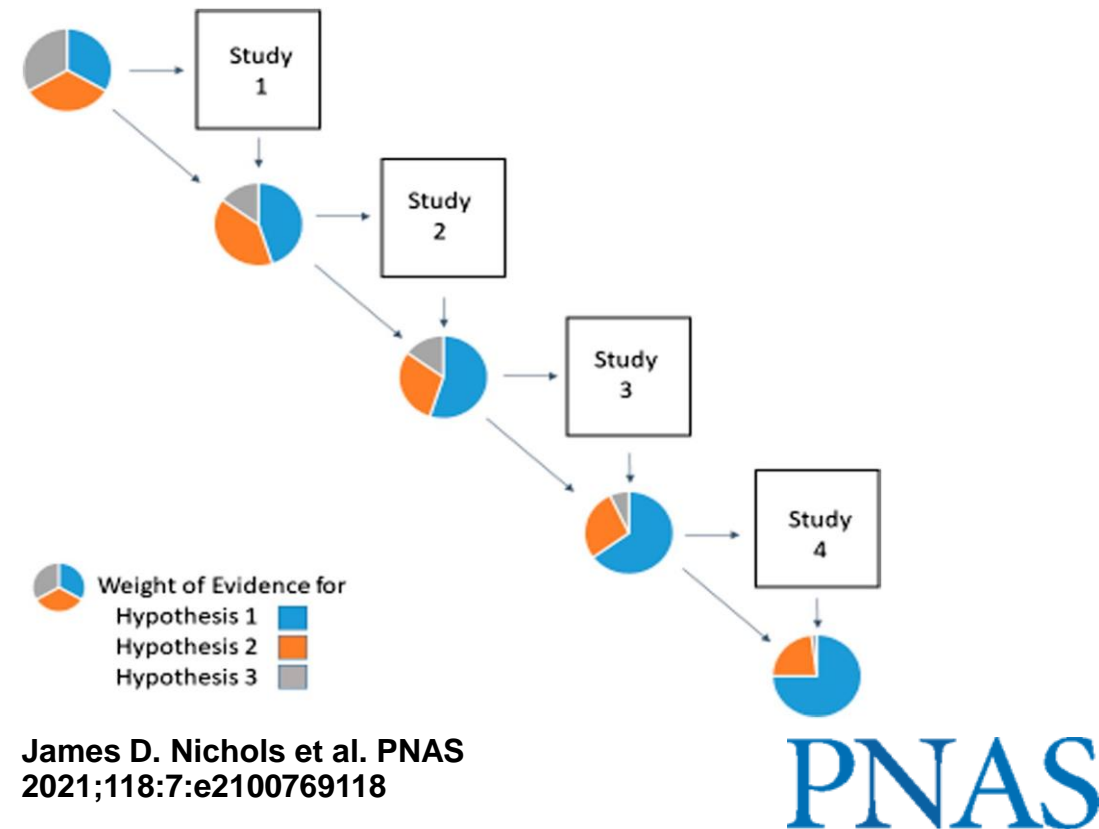 Study
1
Study
2
Study
3
Study
4
Weight of Evidence for
Hypothesis 1
Hypothesis 2
Hypothesis 3
James D. Nichols et al. PNAS
2021;118:7:e2100769118
PNAS